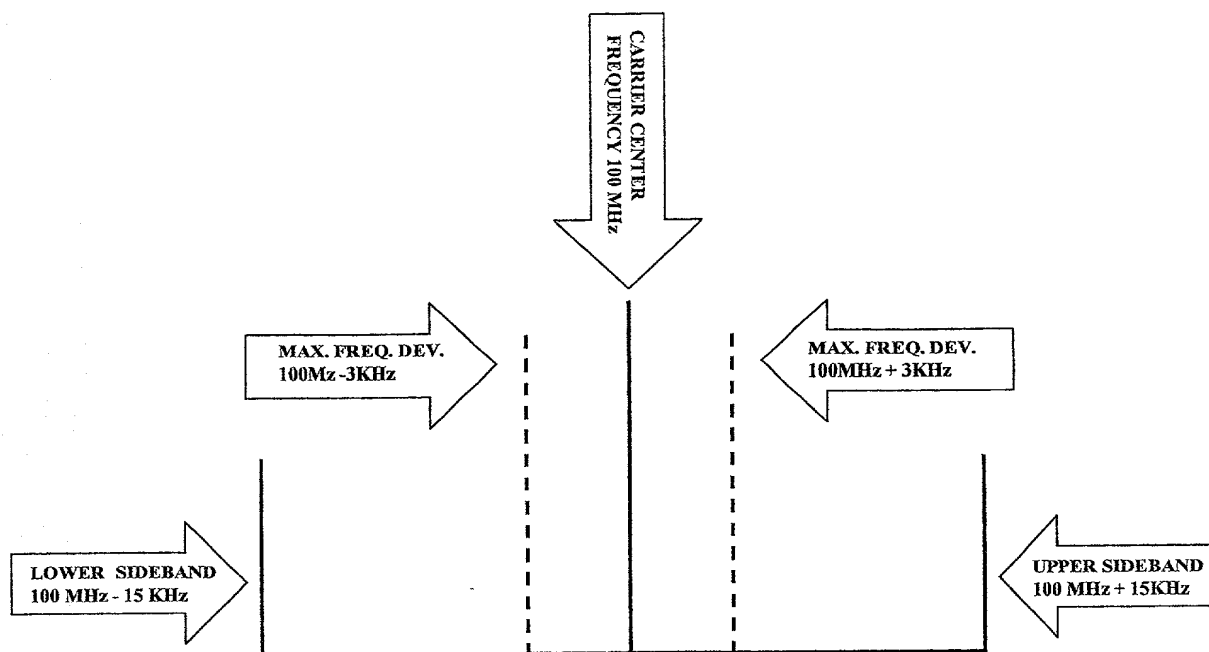 CARRIER CENTER
FREQUENCY 100 MHz
MAX. FREQ. DEV.
100Mz -3KHz
MAX. FREQ. DEV.
100MHz + 3KHz
LOWER SIDEBAND
100 MHz - 15 KHz
UPPER SIDEBAND
100 MHz + 15KHz